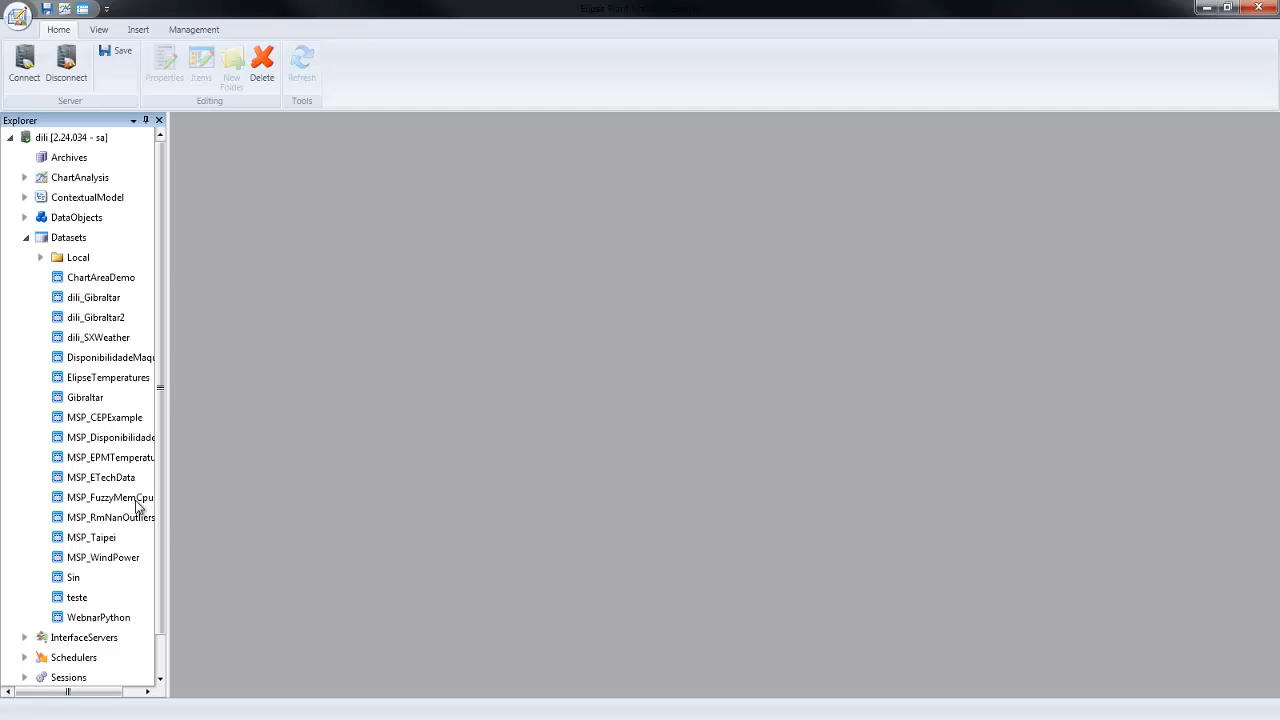 Home View Insert Management
Connect Disconnect Save Properties Items New Folder Delete Refresh
Server Editing Tools
Explorer
dili [2.24.034 - sa]
Archives
ChartAnalysis
ContextualModel
DataObjects
Datasets
Local
ChartAreaDemo
dili_Gibraltar
dili_Gibraltar2
dili_SXWeather
DisponibilidadeMaqu
ElipseTemperatures
Gibraltar
MSP_CEPExample
MSP_Disponibilidade
MSP_EPMTemperatu
MSP_ETechData
MSP_FuzzyMemCpu
MSP_RmNanOutliers
MSP_Taipei
MSP_WindPower
Sin
teste
WebnarPython
InterfaceServers
Schedulers
Sessions